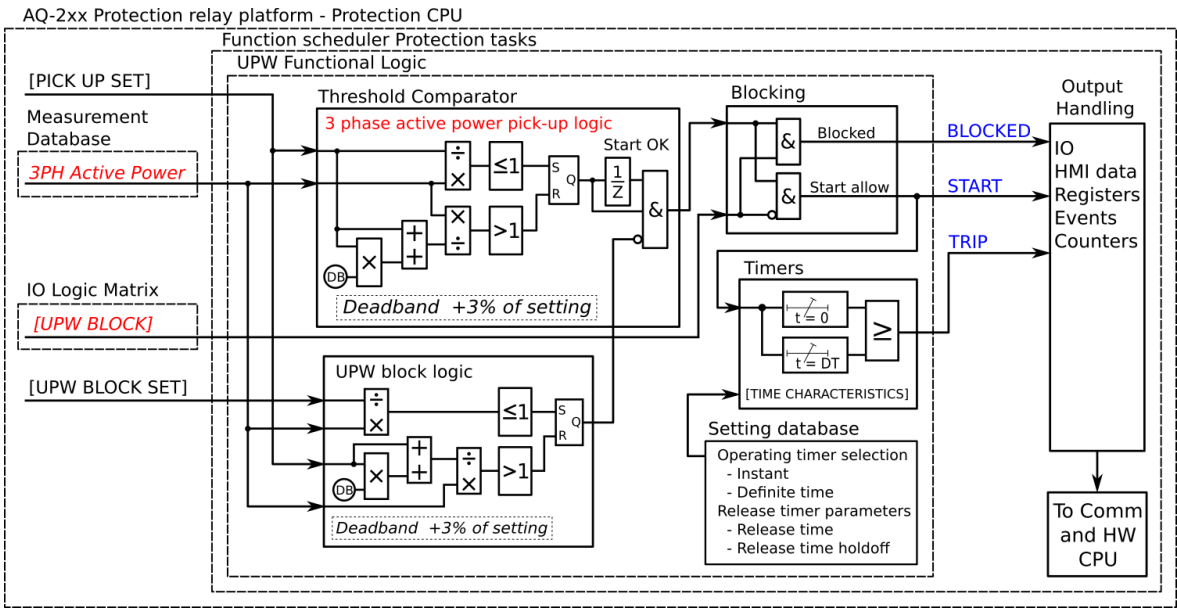 AQ-2xx Protection relay platform - Protection CPU
Function scheduler Protection tasks
UPW Functional Logic
[PICK UP SET]
Measurement
Database
3PH Active Power
IO Logic Matrix
[UPW BLOCK]
[UPW BLOCK SET]
Threshold Comparator
3 phase active power pick-up logic
Start OK
÷
×
≤1
S
R
Q
1
Z
&
×
÷
>1
+
+
×
DB
Deadband +3% of setting
UPW block logic
÷
×
≤1
S
R
Q
+
+
÷
×
>1
×
DB
Deadband +3% of setting
Blocking
&
Blocked
&
Start allow
BLOCKED
START
TRIP
Timers
t = 0
t = DT
≥
[TIME CHARACTERISTICS]
Setting database
Operating timer selection
- Instant
- Definite time
Release timer parameters
- Release time
- Release time holdoff
Output
Handling
IO
HMI data
Registers
Events
Counters
To Comm
and HW
CPU